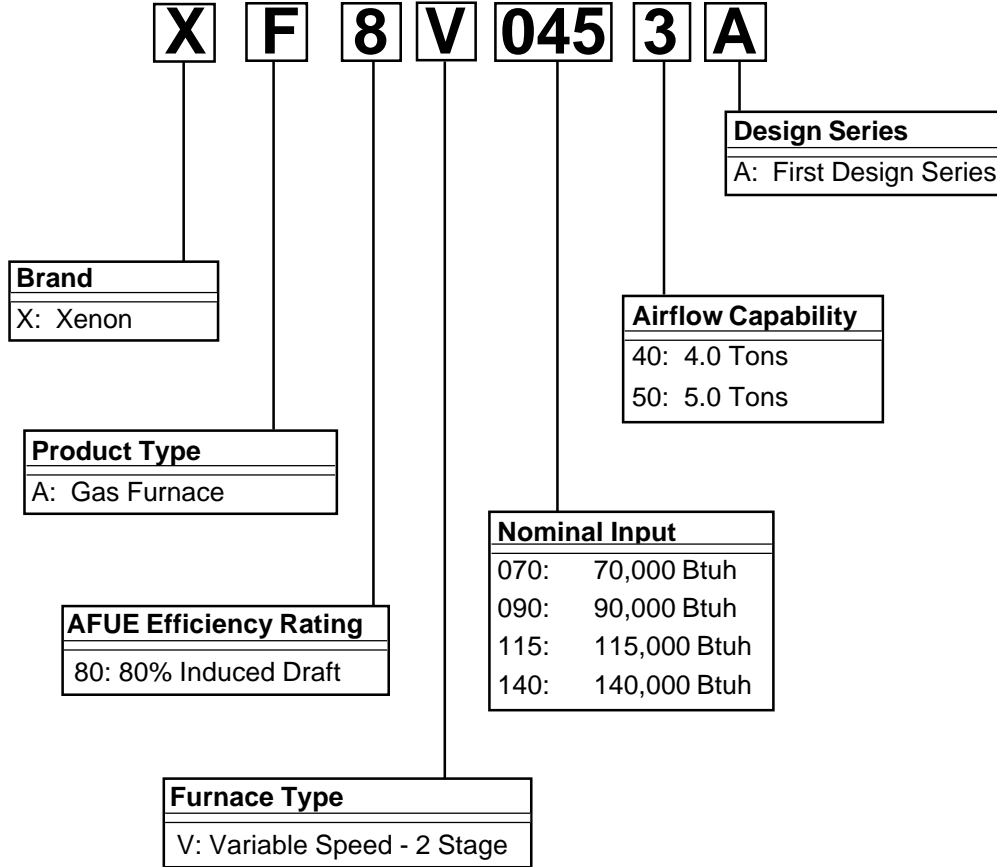 X F 8 V 045 3 A
Design Series
A: First Design Series
Brand
X: Xenon
Airflow Capability
40: 4.0 Tons
50: 5.0 Tons
Product Type
A: Gas Furnace
Nominal Input
070: 70,000 Btuh
090: 90,000 Btuh
115: 115,000 Btuh
140: 140,000 Btuh
AFUE Efficiency Rating
80: 80% Induced Draft
Furnace Type
V: Variable Speed - 2 Stage